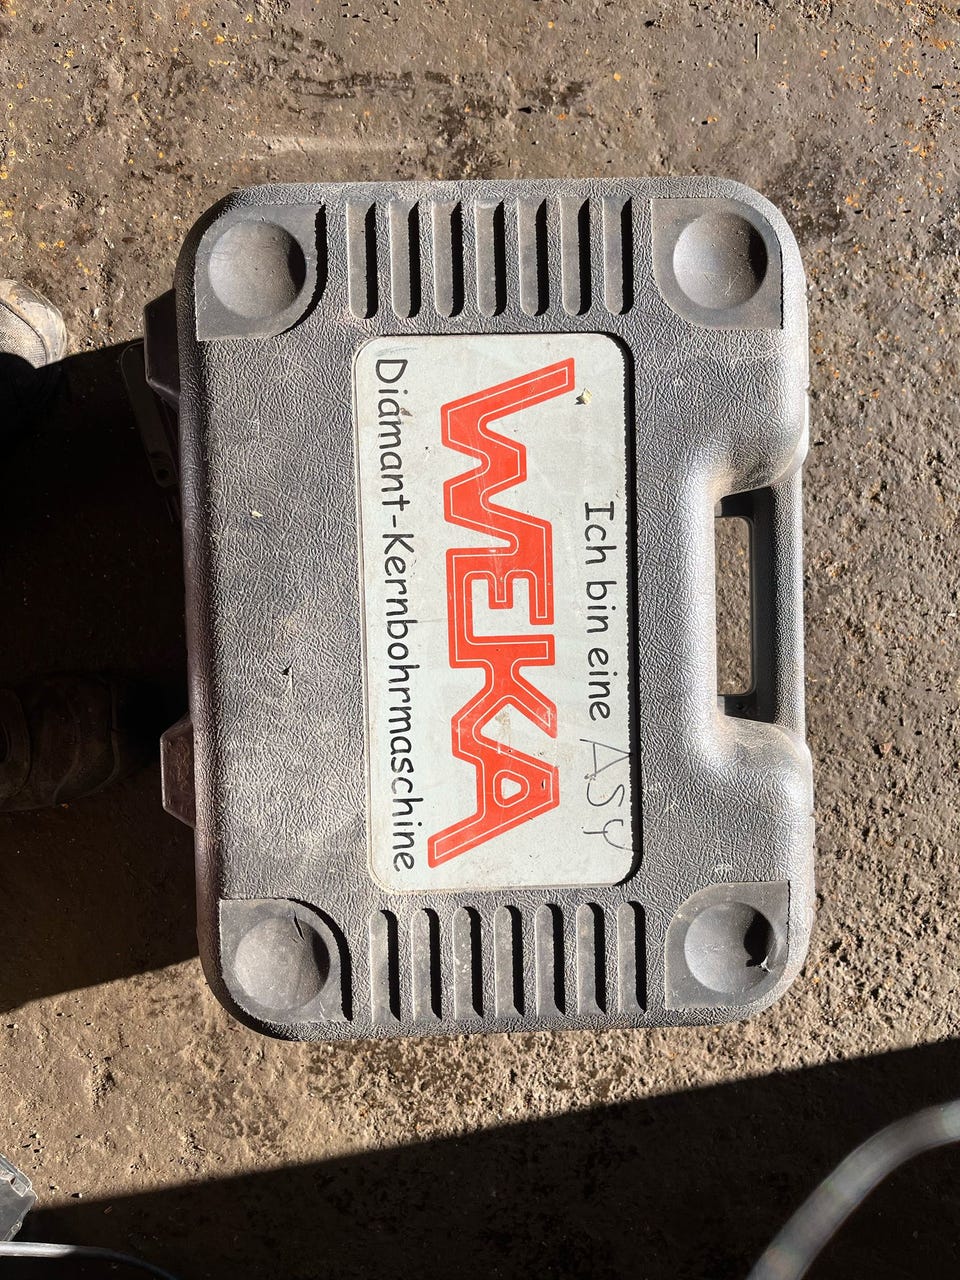 Ich bin eine ASY
WEKA
Diamant-Kernbohrmaschine